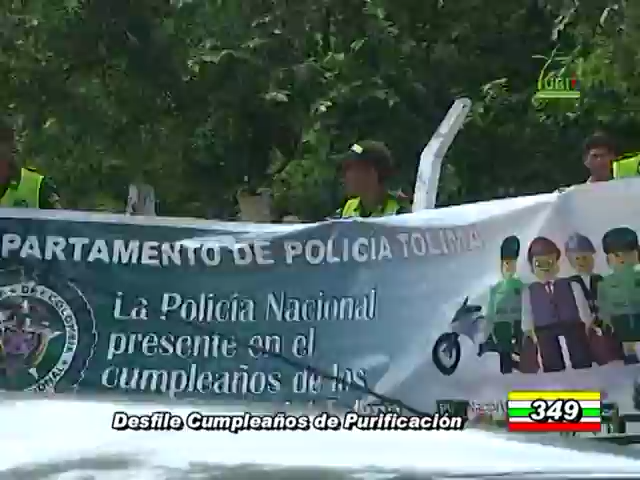 PARTAMENTO DE POLICIA TOLIMA
La Policía Nacional
presente en el
cumpleaños de los
Desfile Cumpleaños de Purificación
349